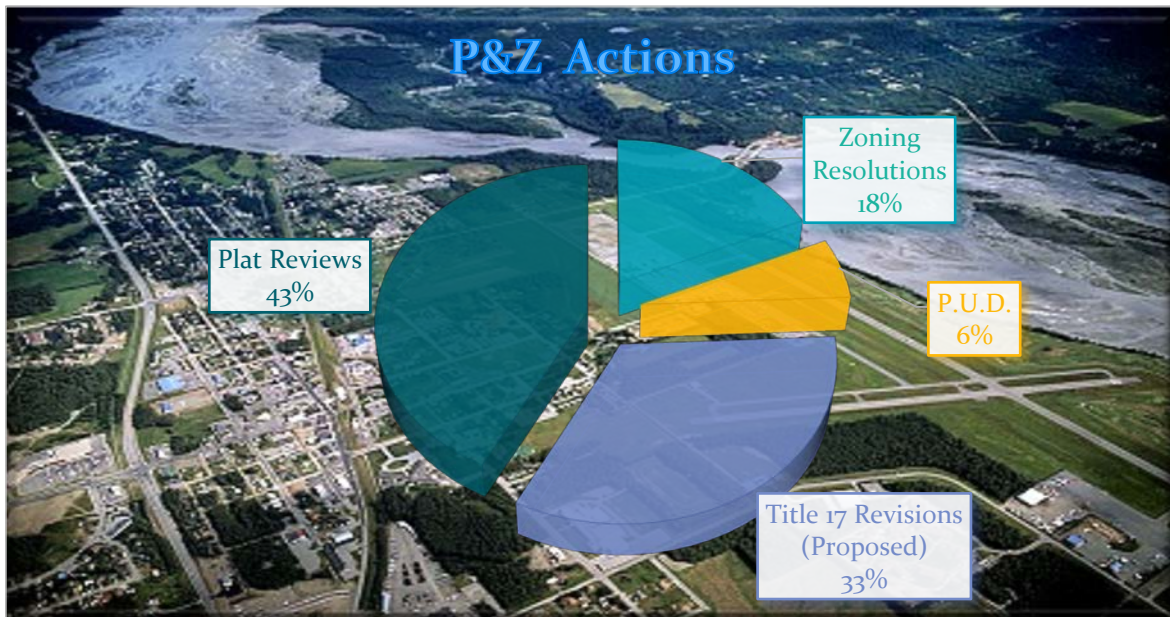 P&Z Actions
Zoning
Resolutions
18%
Plat Reviews
43%
P.U.D.
6%
Title 17 Revisions
(Proposed)
33%